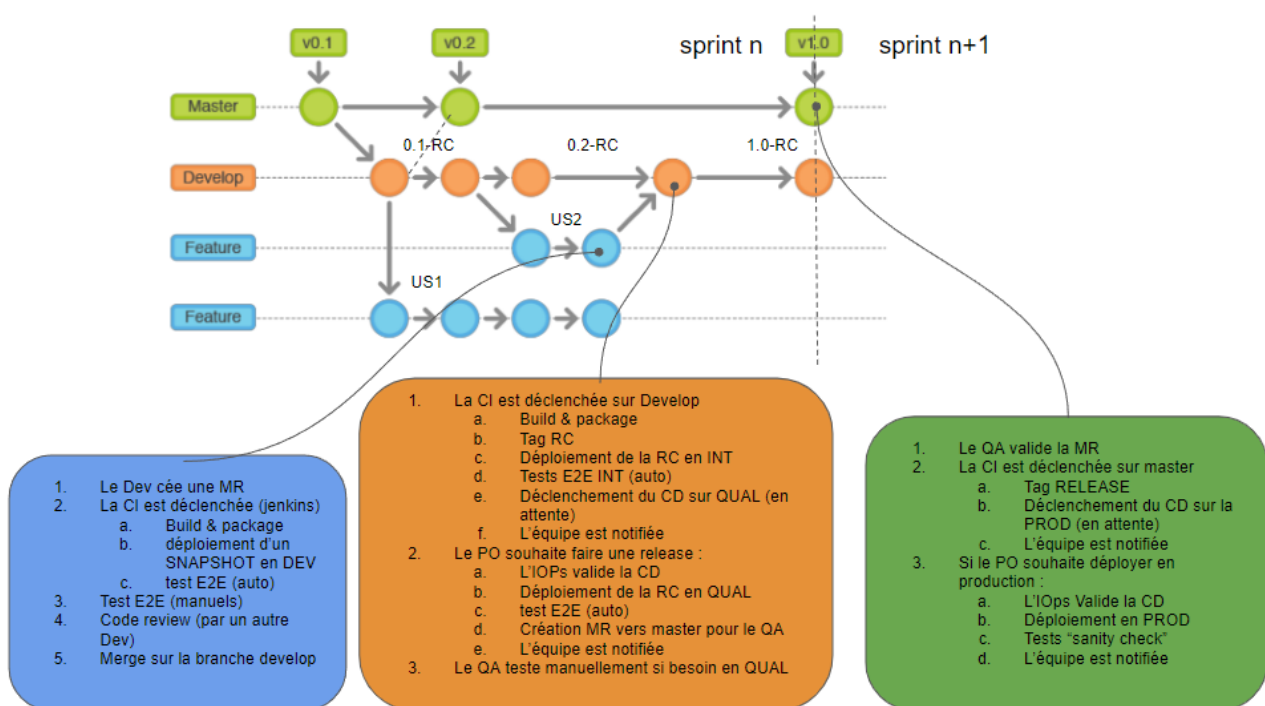 v0.1
v0.2
sprint n
v1.0
sprint n+1
Master
0.1-RC
0.2-RC
1.0-RC
Develop
US2
Feature
US1
Feature
1. Le Dev cée une MR
2. La CI est déclenchée (jenkins)
a. Build & package
b. déploiement d'un
SNAPSHOT en DEV
c. test E2E (auto)
3. Test E2E (manuels)
4. Code review (par un autre
Dev)
5. Merge sur la branche develop
1. La CI est déclenchée sur Develop
a. Build & package
b. Tag RC
c. Déploiement de la RC en INT
d. Tests E2E INT (auto)
e. Déclenchement du CD sur QUAL (en
attente)
f. L'équipe est notifiée
2. Le PO souhaite faire une release :
a. L'IOPs valide la CD
b. Déploiement de la RC en QUAL
c. test E2E (auto)
d. Création MR vers master pour le QA
e. L'équipe est notifiée
3. Le QA teste manuellement si besoin en QUAL
1. Le QA valide la MR
2. La CI est déclenchée sur master
a. Tag RELEASE
b. Déclenchement du CD sur la
PROD (en attente)
c. L'équipe est notifiée
3. Si le PO souhaite déployer en
production :
a. L'IOps Valide la CD
b. Déploiement en PROD
c. Tests “sanity check”
d. L'équipe est notifiée